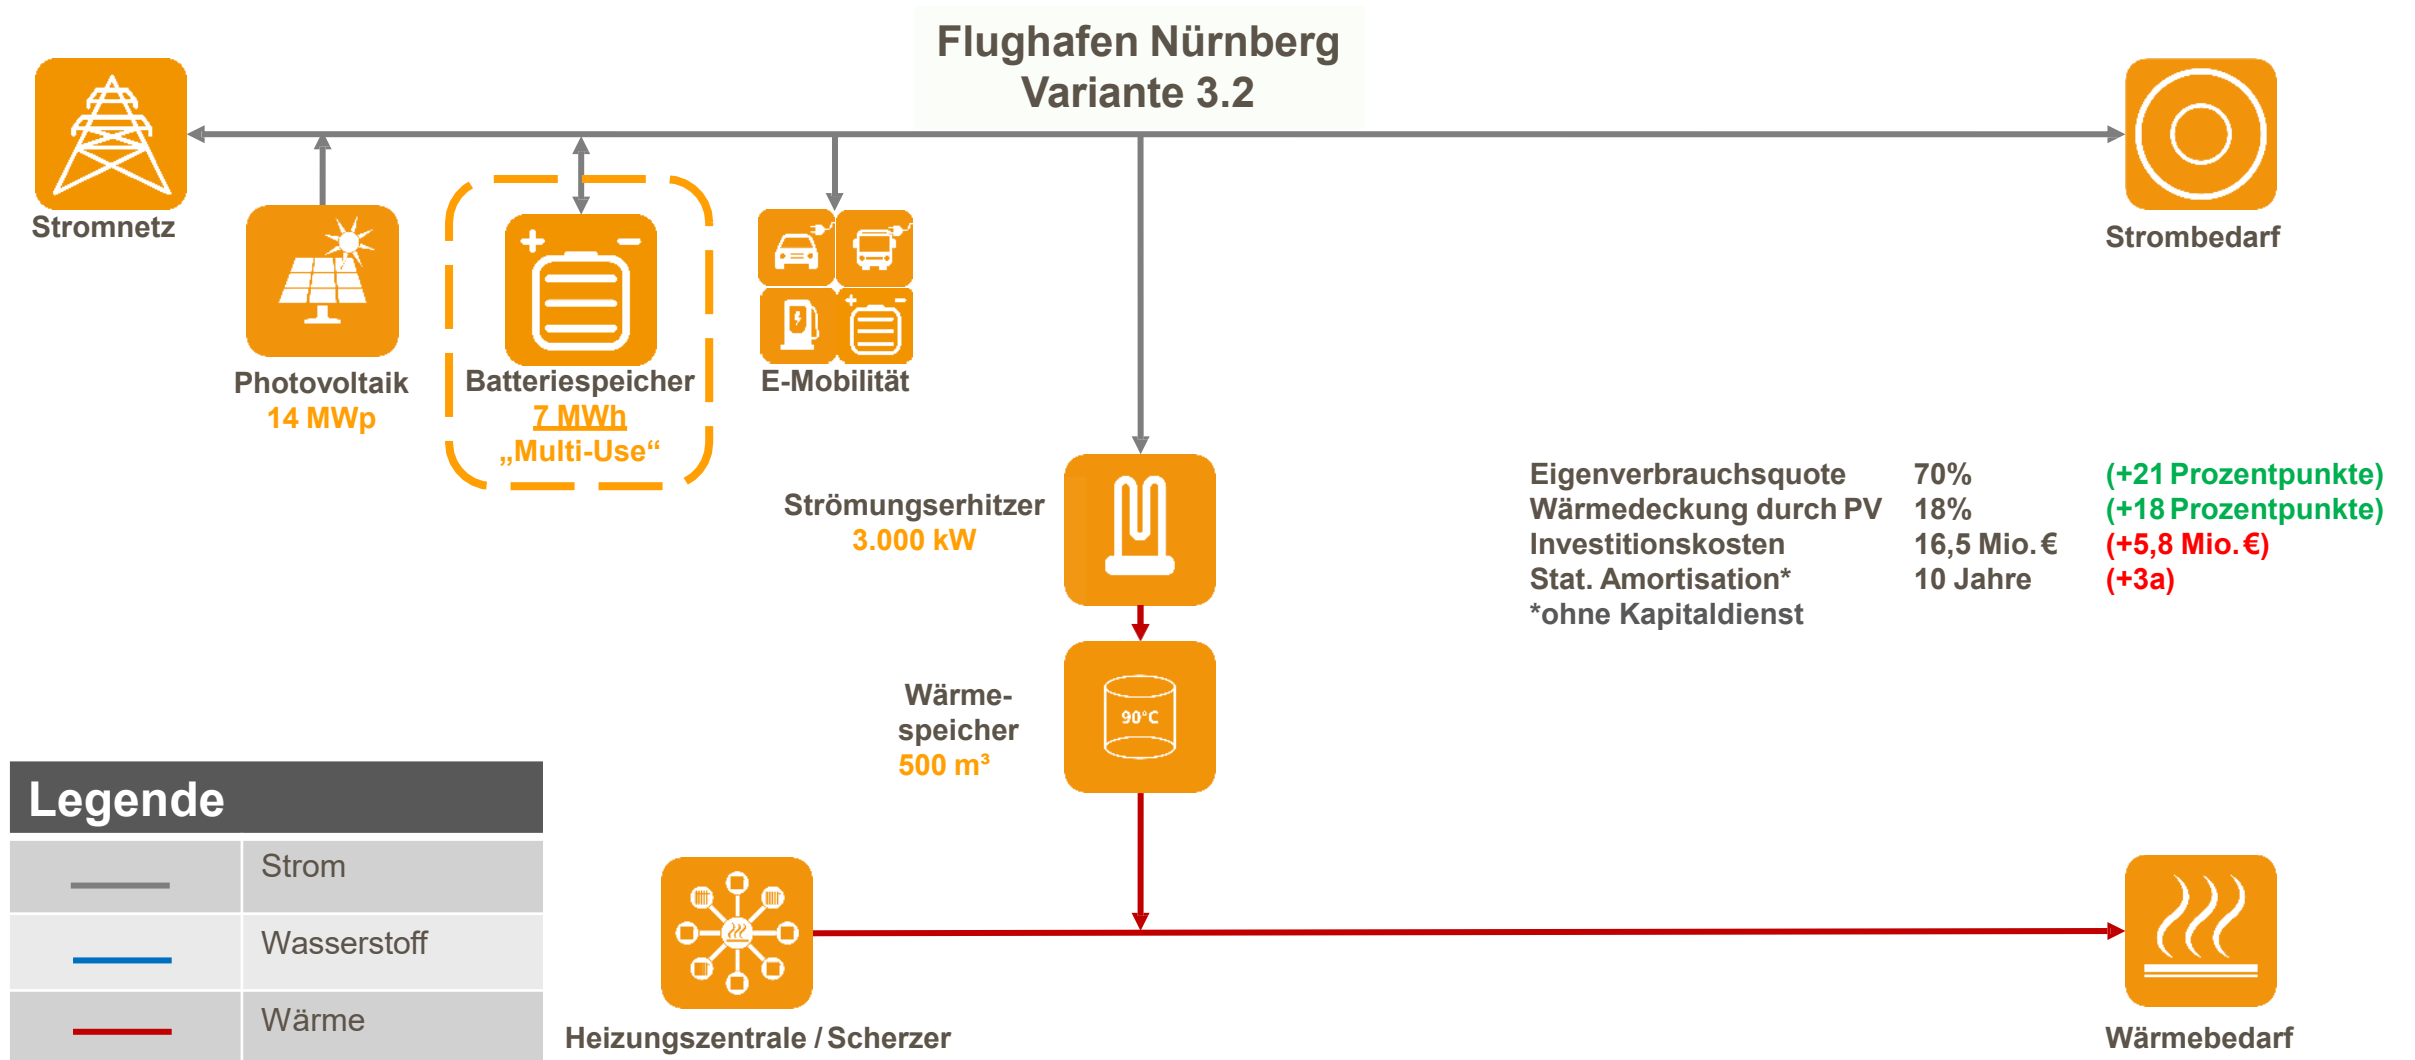 Flughafen Nürnberg
Variante 3.2
Stromnetz
Strombedarf
Photovoltaik
14 MWp
Batteriespeicher
7 MWh
„Multi-Use“
E-Mobilität
Strömungserhitzer
3.000 kW
Eigenverbrauchsquote 70% (+21 Prozentpunkte)
Wärmedeckung durch PV 18% (+18 Prozentpunkte)
Investitionskosten 16,5 Mio. € (+5,8 Mio. €)
Stat. Amortisation* 10 Jahre (+3a)
*ohne Kapitaldienst
Wärme-
speicher
500 m³
90°C
Legende
Strom
Wasserstoff
Wärme
Heizungszentrale / Scherzer
Wärmebedarf